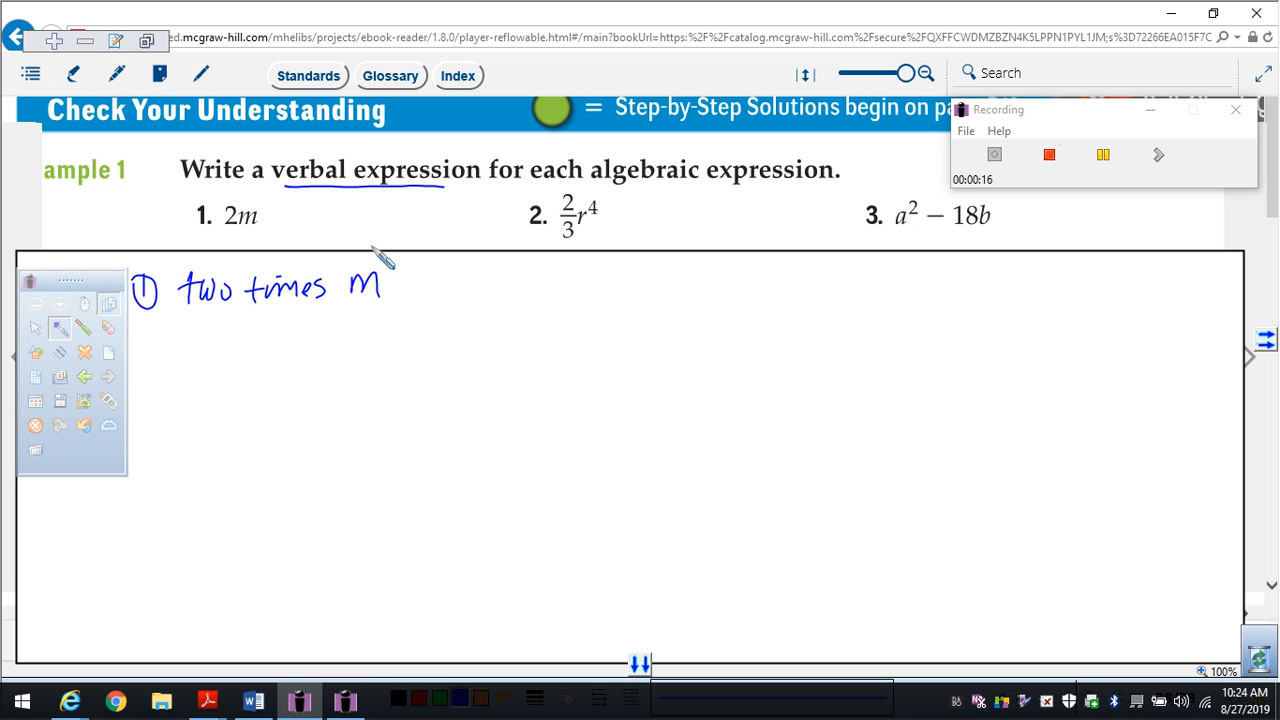 ed.mcgraw-hill.com/mhelibs/projects/ebook-reader/1.8.0/player-reflowable.html#/main?bookUrl=https:%2F%2Fcatalog.mcgraw-hill.com%2Fsecure%2FQXFFCWDMZBZN4K5LPPN1PYL1JM;s%3D72266EA015F7C
Standards Glossary Index Search
Check Your Understanding = Step-by-Step Solutions begin on pa
Recording
File Help
00:00:16
ample 1 Write a verbal expression for each algebraic expression.
1. 2m 2. 2/3 r⁴ 3. a² − 18b
① two times m
100%
10:24 AM
8/27/2019